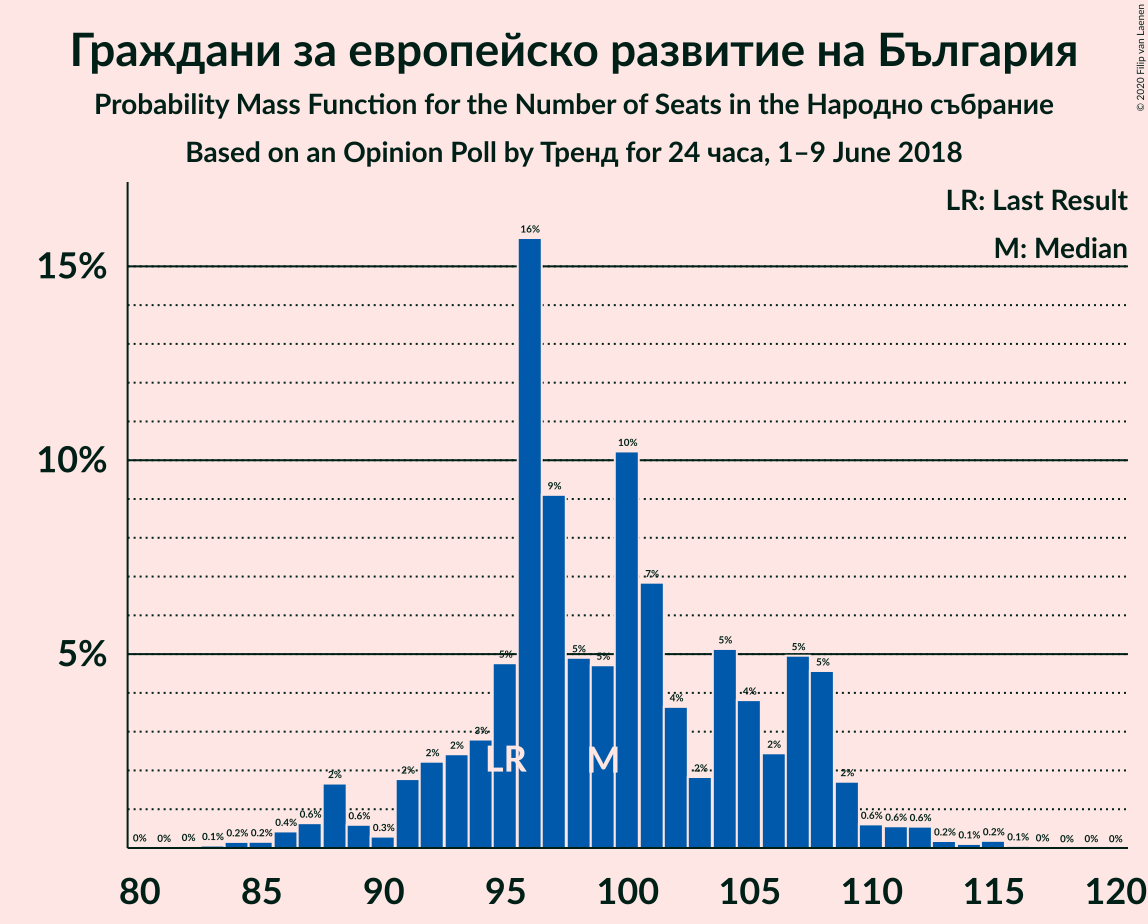 Граждани за европейско развитие на България
Probability Mass Function for the Number of Seats in the Народно събрание
Based on an Opinion Poll by Тренд for 24 часа, 1–9 June 2018
© 2020 Filip van Laenen
LR: Last Result
M: Median
15%
10%
5%
0% 0% 0% 0.1% 0.2% 0.2% 0.4% 0.6% 2% 0.6% 0.3% 2% 2% 2% 3% 5% 16% 9% 5% 5% 10% 7% 4% 2% 5% 4% 2% 5% 5% 2% 0.6% 0.6% 0.6% 0.2% 0.1% 0.2% 0.1% 0% 0% 0% 0%
LR M
80 85 90 95 100 105 110 115 120